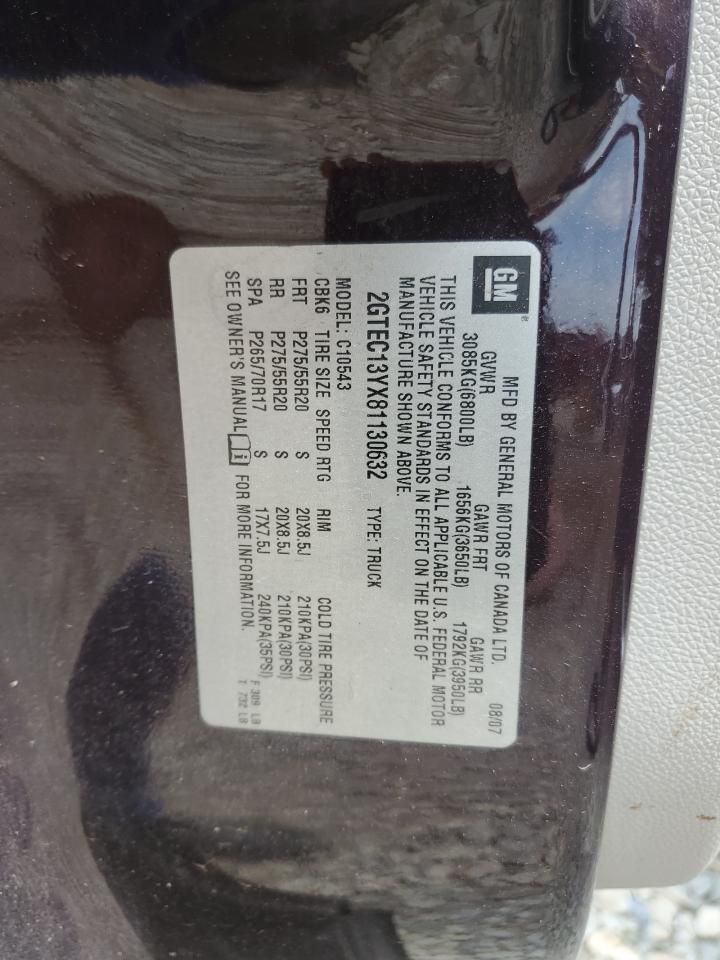 GM®
MFD BY GENERAL MOTORS OF CANADA LTD. 08/07
GVWR GAWR FRT GAWR RR
3085KG(6800LB) 1656KG(3650LB) 1792KG(3950LB)
THIS VEHICLE CONFORMS TO ALL APPLICABLE U.S. FEDERAL MOTOR
VEHICLE SAFETY STANDARDS IN EFFECT ON THE DATE OF
MANUFACTURE SHOWN ABOVE.
2GTEC13YX81130632 TYPE: TRUCK
MODEL: C10543
CBK6 TIRE SIZE SPEED RTG RIM COLD TIRE PRESSURE
FRT P275/55R20 S 20X8.5J 210KPA(30PSI)
RR P275/55R20 S 20X8.5J 210KPA(30PSI)
SPA P265/70R17 S 17X7.5J 240KPA(35PSI)
SEE OWNER'S MANUAL FOR MORE INFORMATION.
F 309 LB
T 732 LB